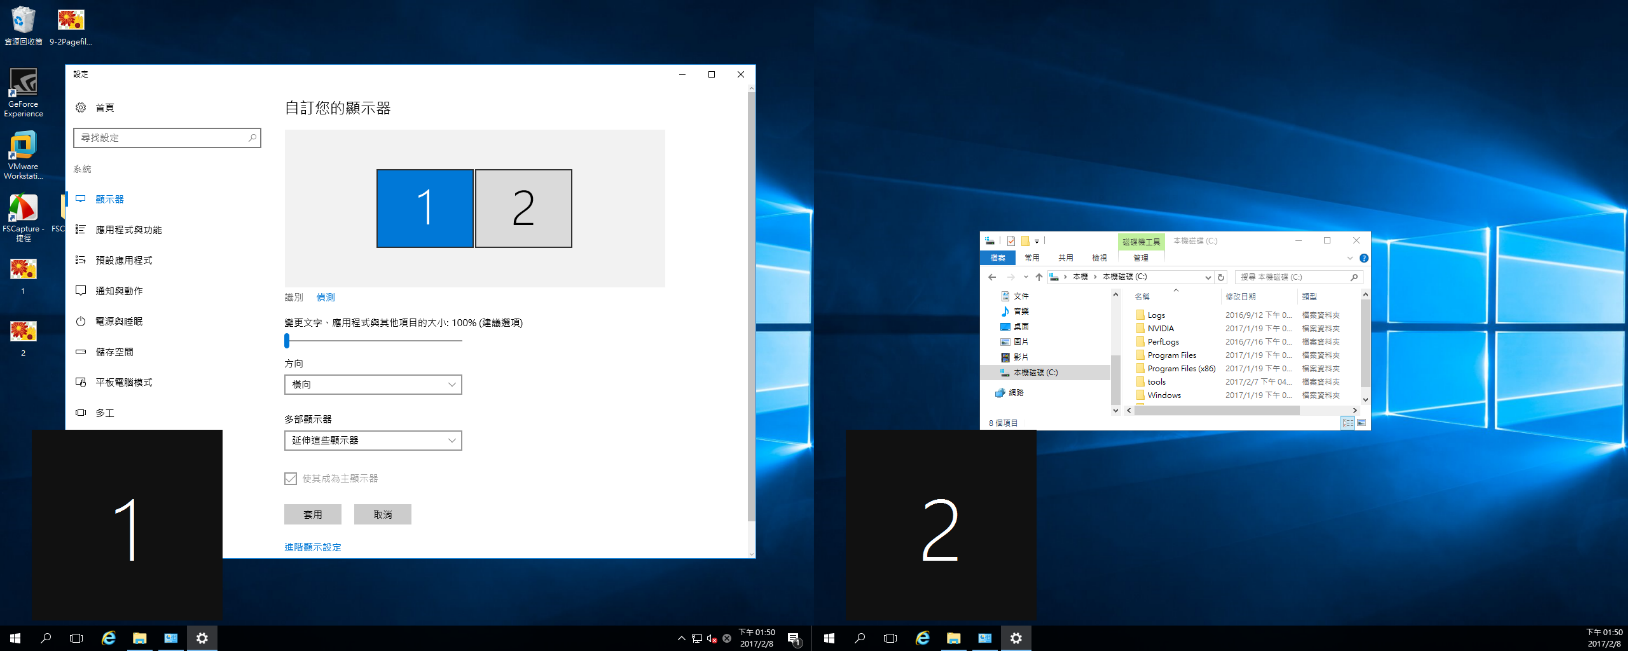 資源回收筒
9-2Pagefil...
GeForce
Experience
VMware
Workstati...
FSCapture -
捷徑
FSC
1
2
設定
首頁
尋找設定
系統
顯示器
應用程式與功能
預設應用程式
通知與動作
電源與睡眠
儲存空間
平板電腦模式
多工
自訂您的顯示器
1
2
識別 偵測
變更文字、應用程式與其他項目的大小: 100% (建議選項)
方向
橫向
多部顯示器
延伸這些顯示器
使其成為主顯示器
套用 取消
進階顯示設定
1
下午 01:50
2017/2/8
1
磁碟機工具 本機磁碟 (C:)
檔案 常用 共用 檢視 管理
本機 本機磁碟 (C:)
搜尋 本機磁碟 (C:)
文件
音樂
桌面
圖片
影片
本機磁碟 (C:)
網路
名稱 修改日期 類型
Logs 2016/9/12 下午 0... 檔案資料夾
NVIDIA 2017/1/19 下午 0... 檔案資料夾
PerfLogs 2016/7/16 下午 0... 檔案資料夾
Program Files 2017/1/19 下午 0... 檔案資料夾
Program Files (x86) 2017/1/19 下午 0... 檔案資料夾
tools 2017/2/7 下午 04... 檔案資料夾
Windows 2017/1/19 下午 0... 檔案資料夾
8 個項目
2
下午 01:50
2017/2/8